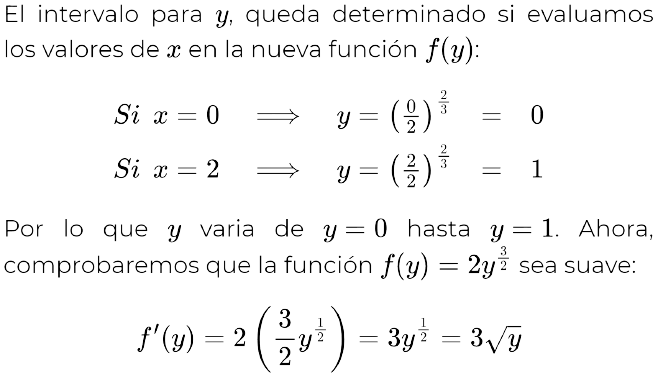 El intervalo para y, queda determinado si evaluamos
los valores de x en la nueva función f(y):
Si x = 0 ⟹ y = (0/2)^(2/3) = 0
Si x = 2 ⟹ y = (2/2)^(2/3) = 1
Por lo que y varia de y = 0 hasta y = 1. Ahora,
comprobaremos que la función f(y) = 2y^(3/2) sea suave:
f′(y) = 2 (3/2 y^(1/2)) = 3y^(1/2) = 3√y